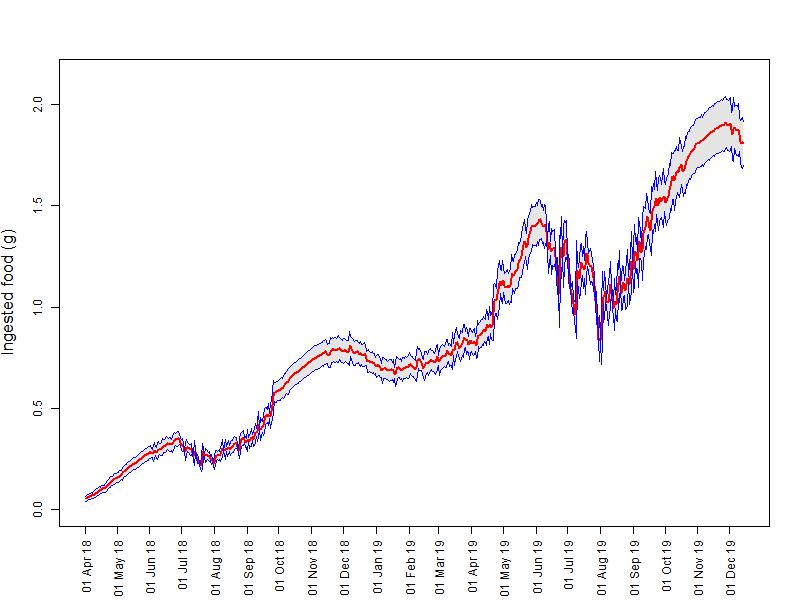 Ingested food (g)
2.0
1.5
1.0
0.5
0.0
01 Apr 18
01 May 18
01 Jun 18
01 Jul 18
01 Aug 18
01 Sep 18
01 Oct 18
01 Nov 18
01 Dec 18
01 Jan 19
01 Feb 19
01 Mar 19
01 Apr 19
01 May 19
01 Jun 19
01 Jul 19
01 Aug 19
01 Sep 19
01 Oct 19
01 Nov 19
01 Dec 19